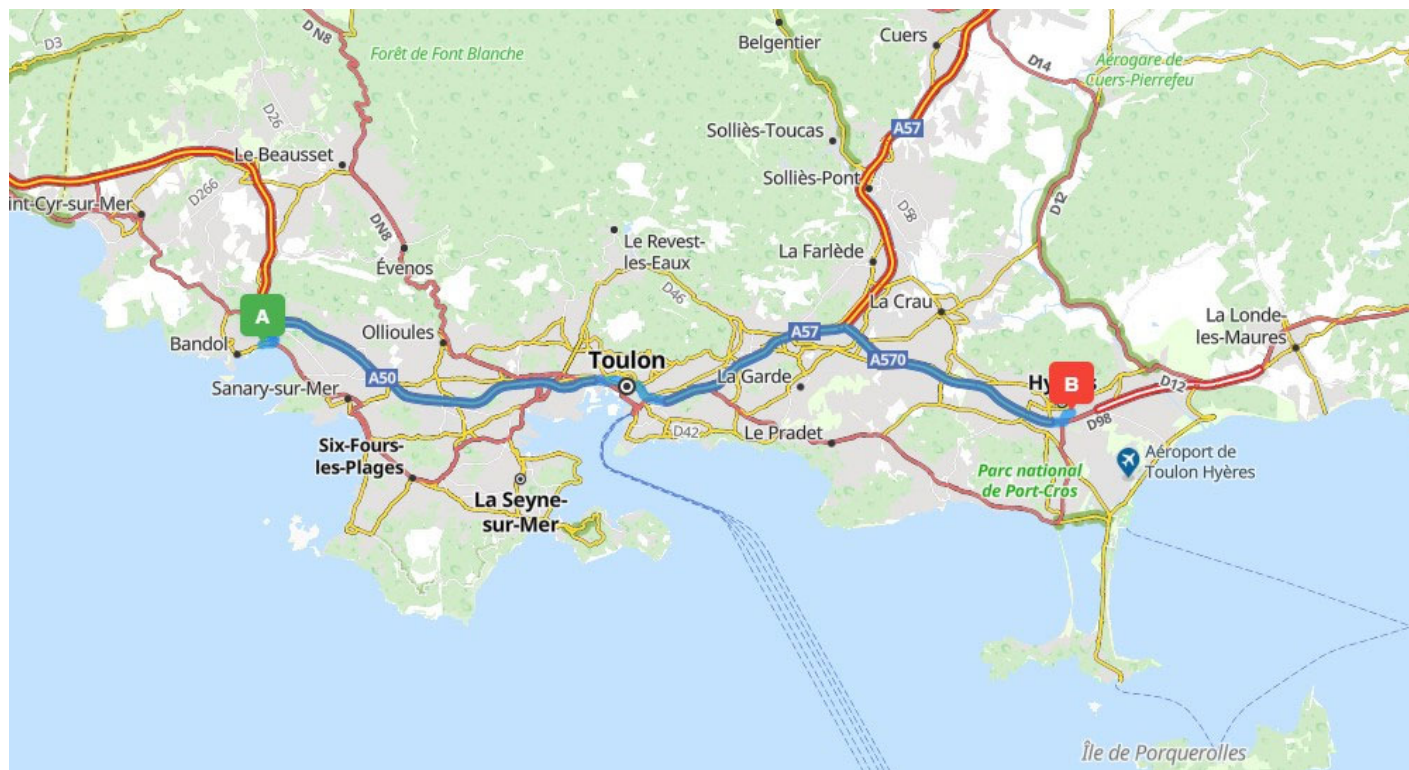 D3
DN8
Forêt de Font Blanche
Belgentier
Cuers
D14
Aérogare de
Cuers-Pierrefeu
D26
Le Beausset
Solliès-Toucas
A57
Solliès-Pont
D266
int-Cyr-sur-Mer
DN8
D58
D12
Le Revest-
les-Eaux
La Farlède
Évenos
D46
La Crau
A
La Londe-
les-Maures
Bandol
Ollioules
A57
Toulon
A570
A50
La Garde
Sanary-sur-Mer
B
D12
D98
D42
Le Pradet
Six-Fours-
les-Plages
Aéroport de
Toulon Hyères
Parc national
de Port-Cros
La Seyne-
sur-Mer
Île de Porquerolles